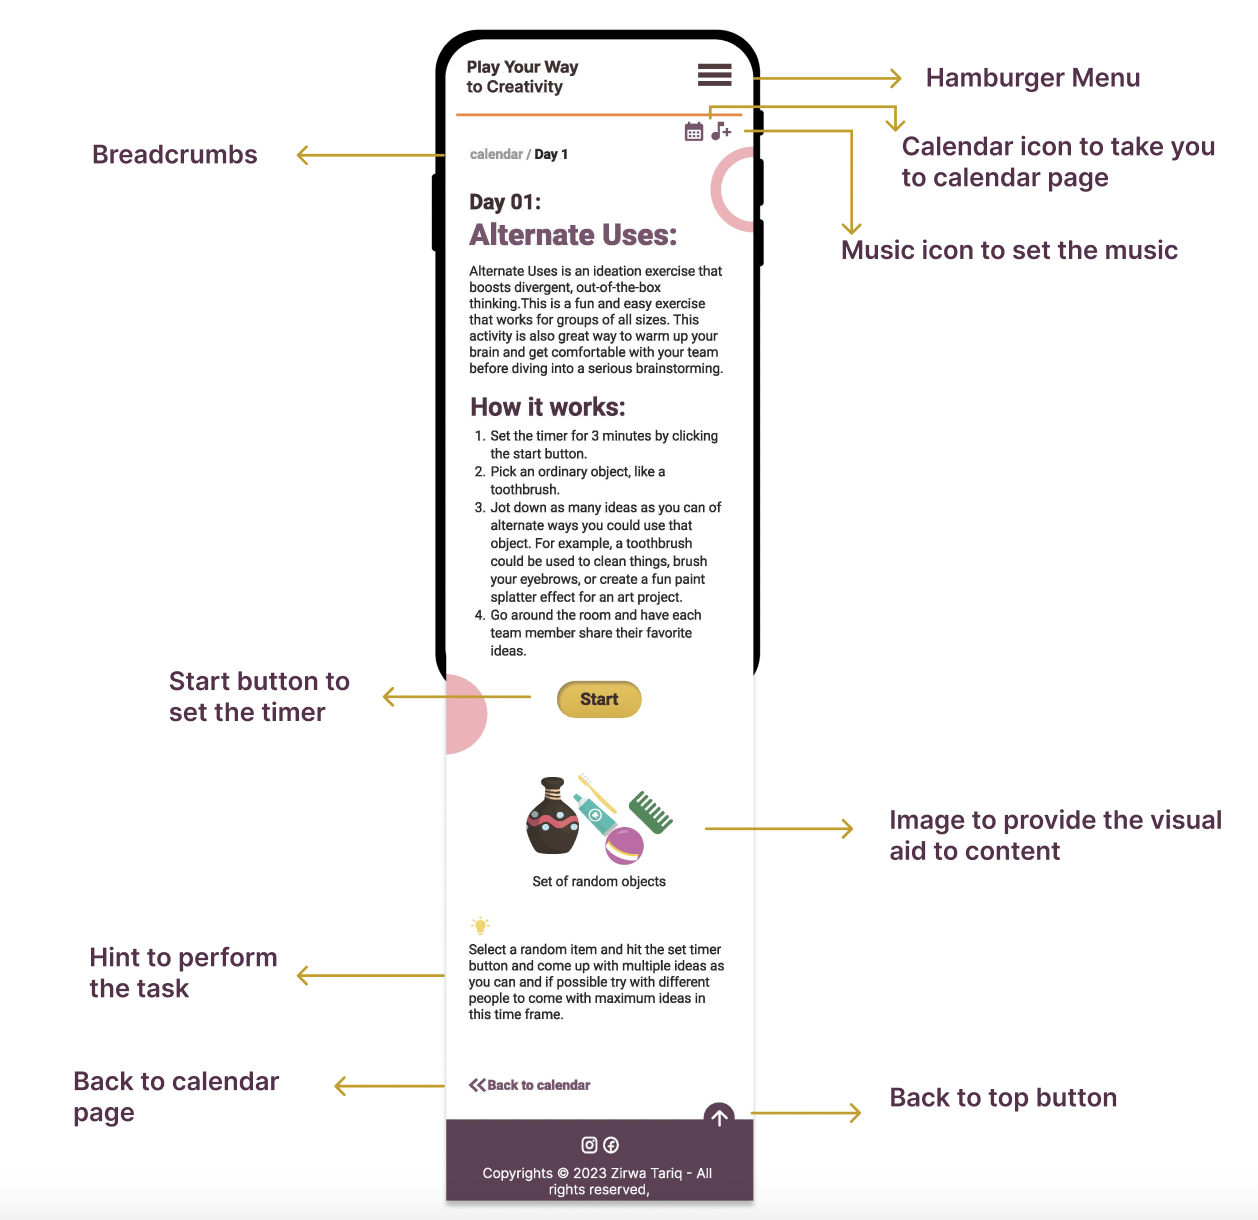 Play Your Way
to Creativity
Hamburger Menu
Calendar icon to take you
to calendar page
Music icon to set the music
Breadcrumbs
calendar / Day 1
Day 01:
Alternate Uses:
Alternate Uses is an ideation exercise that
boosts divergent, out-of-the-box
thinking.This is a fun and easy exercise
that works for groups of all sizes. This
activity is also great way to warm up your
brain and get comfortable with your team
before diving into a serious brainstorming.
How it works:
1. Set the timer for 3 minutes by clicking
the start button.
2. Pick an ordinary object, like a
toothbrush.
3. Jot down as many ideas as you can of
alternate ways you could use that
object. For example, a toothbrush
could be used to clean things, brush
your eyebrows, or create a fun paint
splatter effect for an art project.
4. Go around the room and have each
team member share their favorite
ideas.
Start button to
set the timer
Start
Image to provide the visual
aid to content
Set of random objects
Hint to perform
the task
Select a random item and hit the set timer
button and come up with multiple ideas as
you can and if possible try with different
people to come with maximum ideas in
this time frame.
Back to calendar
page
Back to calendar
Back to top button
Copyrights © 2023 Zirwa Tariq - All
rights reserved,